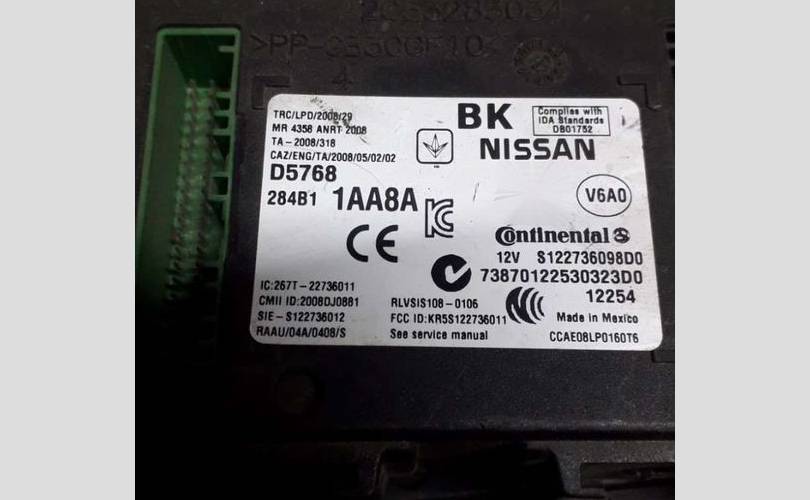 >PP-
TRC/LPD/2008/29
MR 4358 ANRT 2008
TA-2008/318
CAZ/ENG/TA/2008/05/02/02
D5768
284B1 1AA8A
BK
Complies with
IDA Standards
DB01752
NISSAN
V6A0
CE
Continental
12V S122736098D0
73870122530323D0
12254
IC:267T-22736011
CMII ID:2008DJ0881
SIE-S122736012
RAAU/04A/0408/S
RLVSIS108-0106
FCC ID:KR5S122736011
See service manual
Made in Mexico
CCAE08LP0160T6